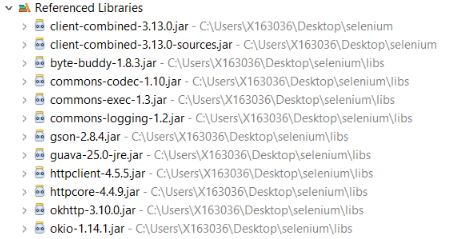 Referenced Libraries
client-combined-3.13.0.jar - C:\Users\X163036\Desktop\selenium
client-combined-3.13.0-sources.jar - C:\Users\X163036\Desktop\selenium
byte-buddy-1.8.3.jar - C:\Users\X163036\Desktop\selenium\libs
commons-codec-1.10.jar - C:\Users\X163036\Desktop\selenium\libs
commons-exec-1.3.jar - C:\Users\X163036\Desktop\selenium\libs
commons-logging-1.2.jar - C:\Users\X163036\Desktop\selenium\libs
gson-2.8.4.jar - C:\Users\X163036\Desktop\selenium\libs
guava-25.0-jre.jar - C:\Users\X163036\Desktop\selenium\libs
httpclient-4.5.5.jar - C:\Users\X163036\Desktop\selenium\libs
httpcore-4.4.9.jar - C:\Users\X163036\Desktop\selenium\libs
okhttp-3.10.0.jar - C:\Users\X163036\Desktop\selenium\libs
okio-1.14.1.jar - C:\Users\X163036\Desktop\selenium\libs